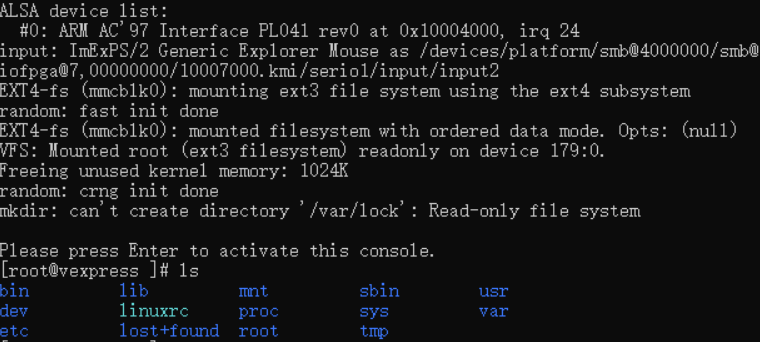 ALSA device list:
  #0: ARM AC'97 Interface PL041 rev0 at 0x10004000, irq 24
input: ImExPS/2 Generic Explorer Mouse as /devices/platform/smb@4000000/smb@
iofpga@7,00000000/10007000.kmi/serio1/input/input2
EXT4-fs (mmcblk0): mounting ext3 file system using the ext4 subsystem
random: fast init done
EXT4-fs (mmcblk0): mounted filesystem with ordered data mode. Opts: (null)
VFS: Mounted root (ext3 filesystem) readonly on device 179:0.
Freeing unused kernel memory: 1024K
random: crng init done
mkdir: can't create directory '/var/lock': Read-only file system

Please press Enter to activate this console.
[root@vexpress ]# ls
bin         lib         mnt         sbin        usr
dev         linuxrc     proc        sys         var
etc         lost+found  root        tmp